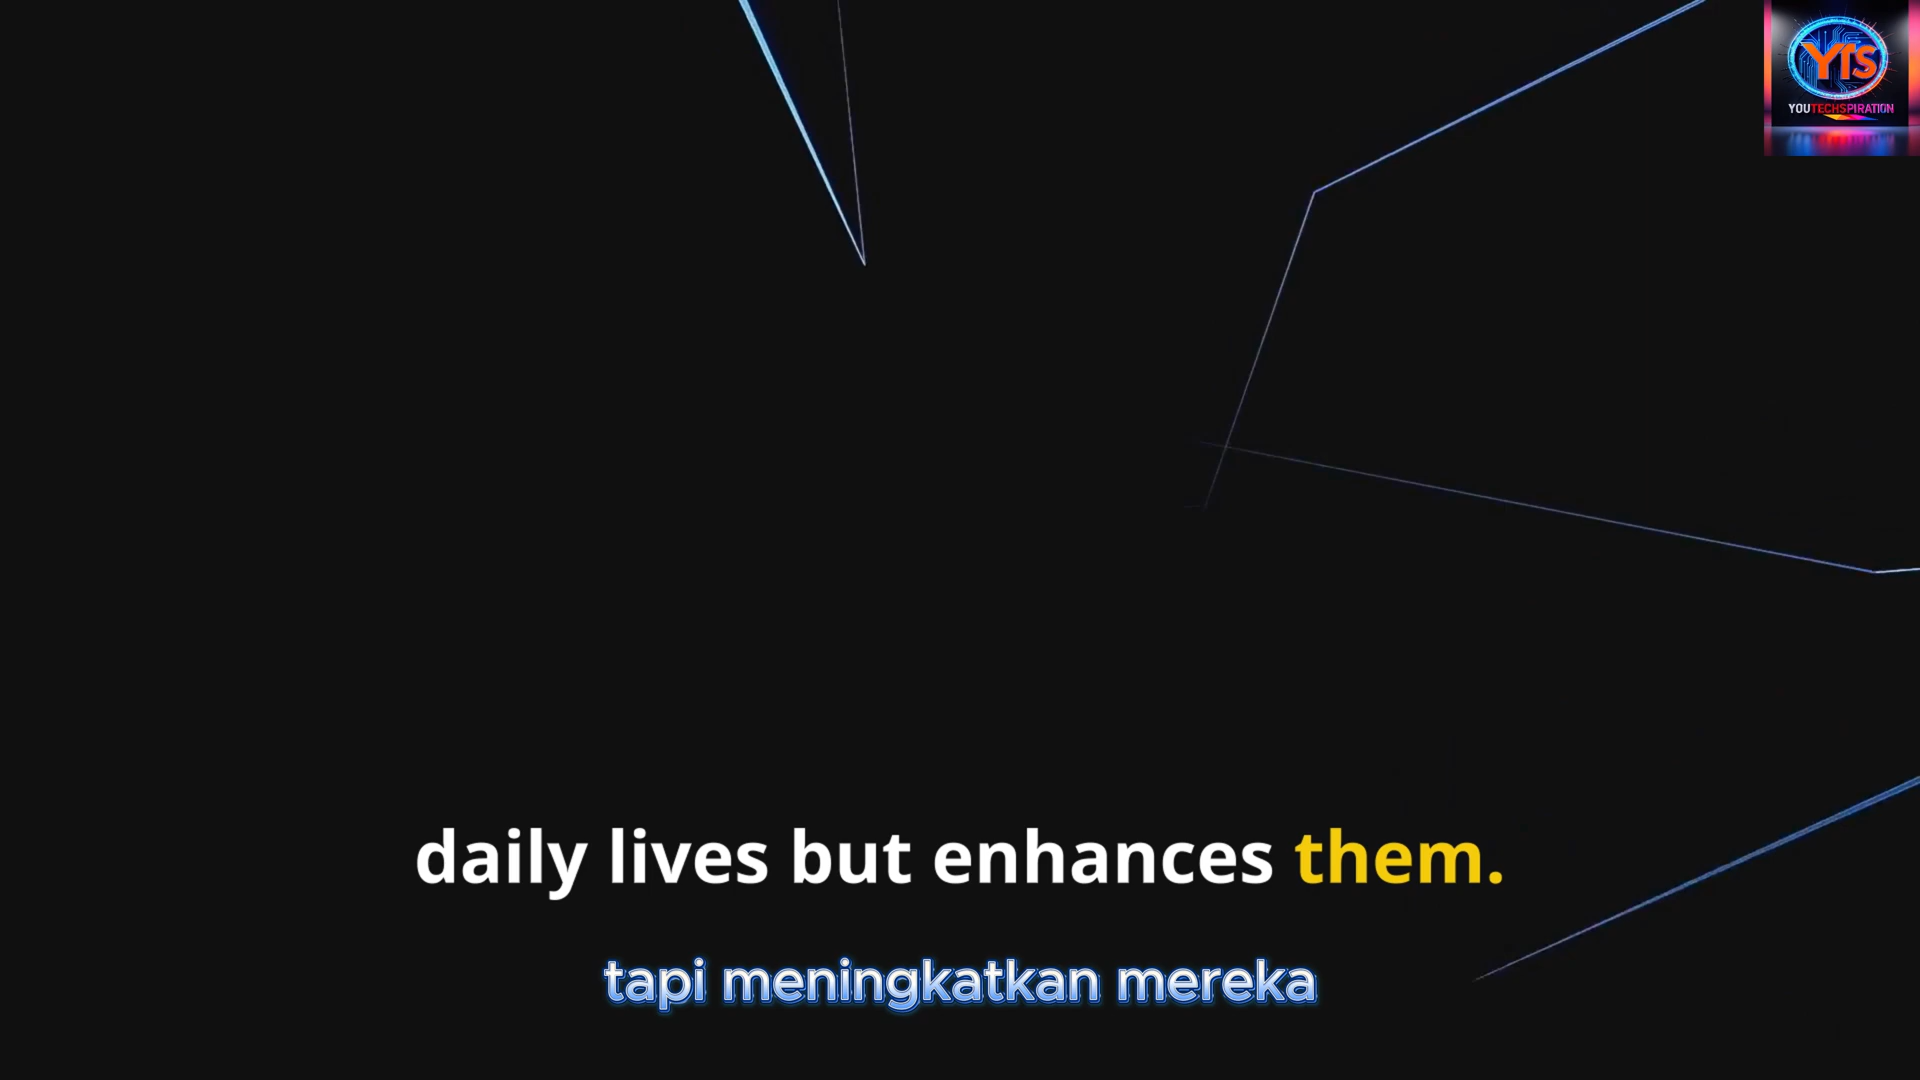 YTS
YOUTECHSPIRATION
daily lives but enhances them.
tapi meningkatkan mereka